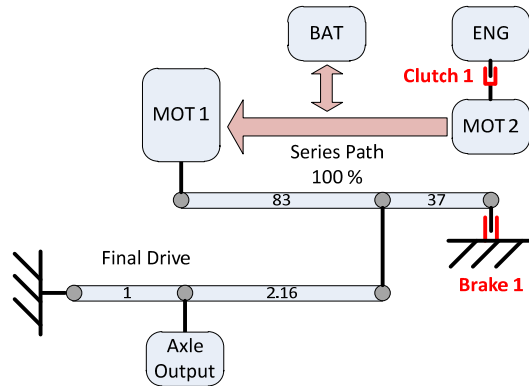 BAT
ENG
Clutch 1
MOT 1
MOT 2
Series Path
100 %
83
37
Final Drive
Brake 1
1
2.16
Axle
Output